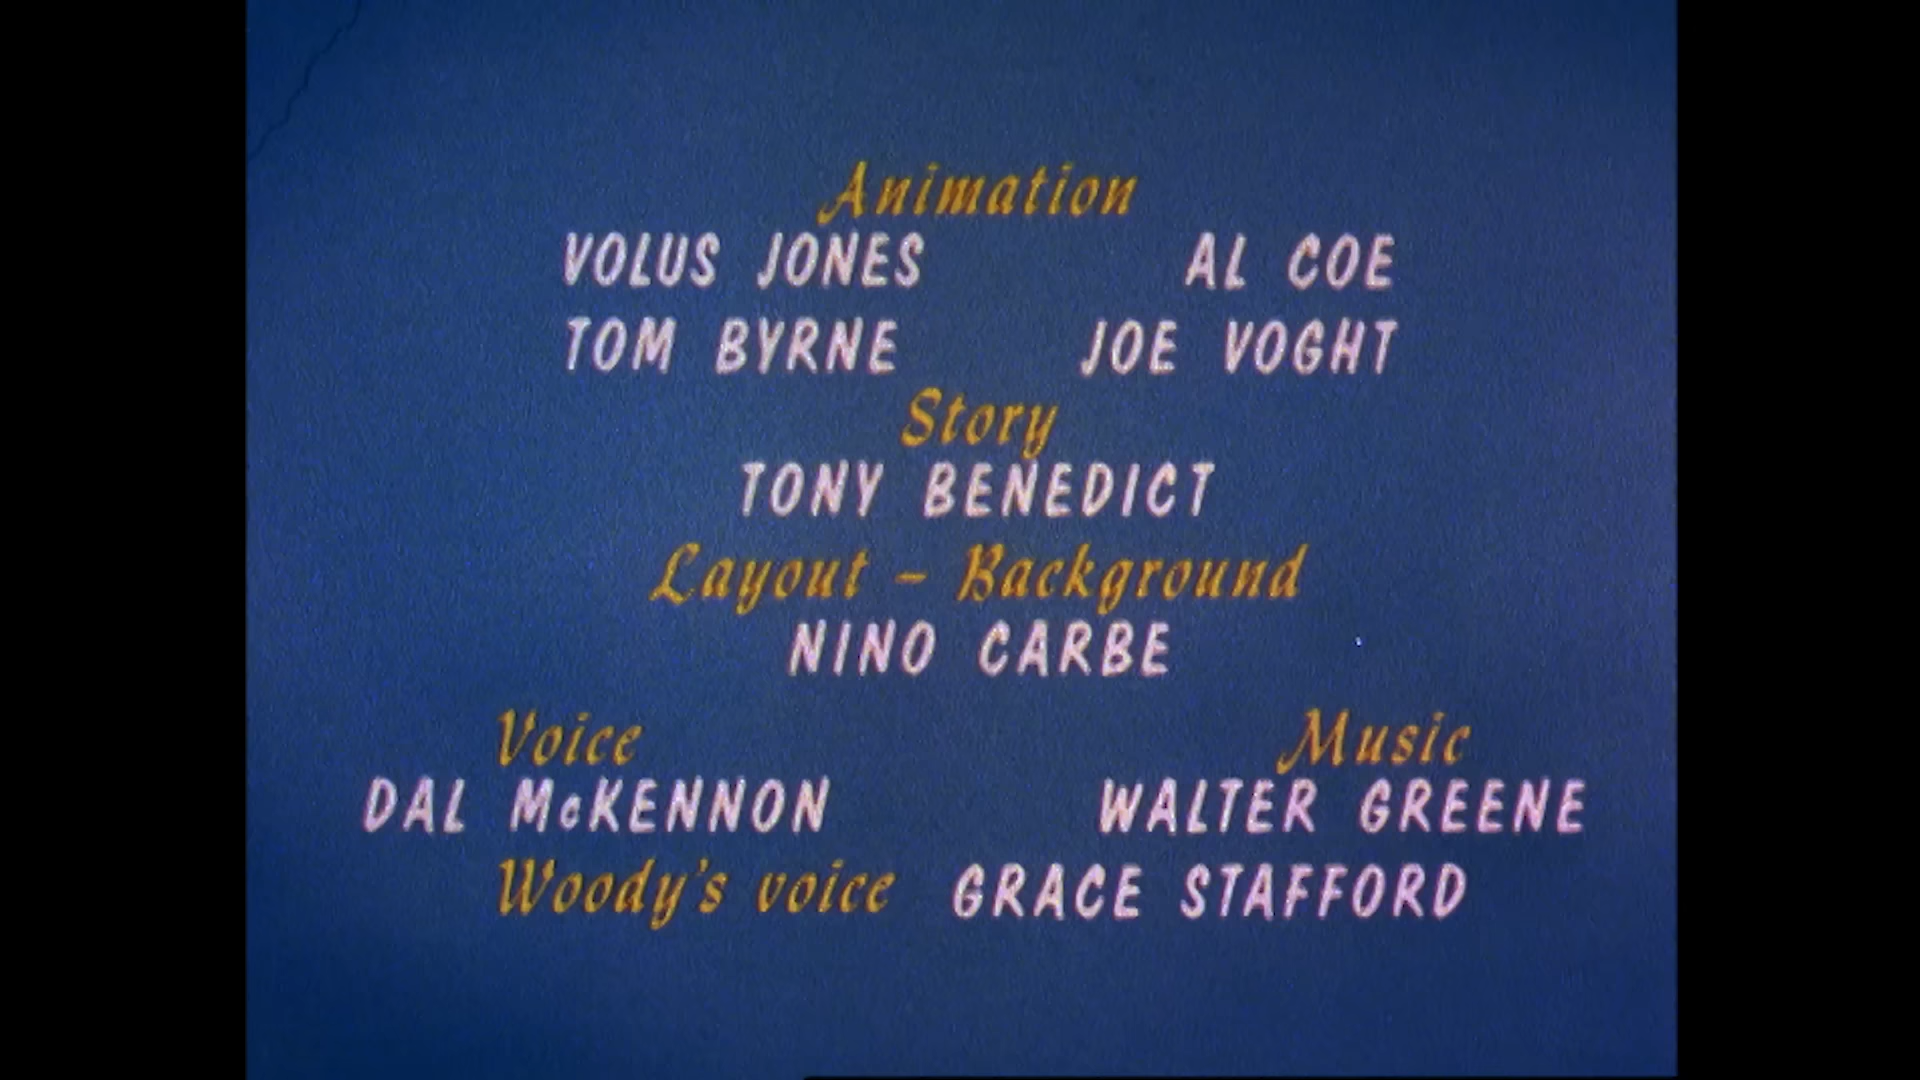 Animation
VOLUS JONES AL COE
TOM BYRNE JOE VOGHT
Story
TONY BENEDICT
Layout – Background
NINO CARBE
Voice Music
DAL McKENNON WALTER GREENE
Woody's voice GRACE STAFFORD